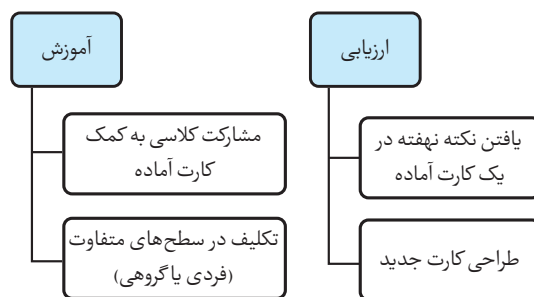 ارزیابی
یافتن نکته نهفته در
یک کارت آماده
طراحی کارت جدید
آموزش
مشارکت کلاسی به کمک
کارت آماده
تکلیف در سطح‌های متفاوت
(فردی یا گروهی)